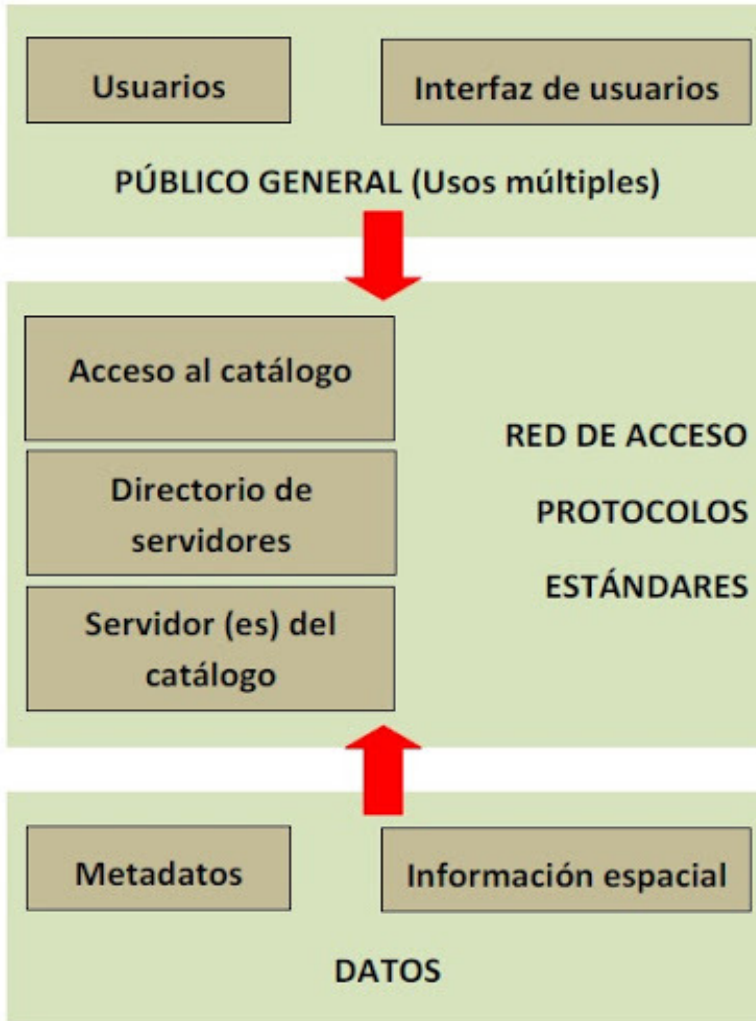 Usuarios
Interfaz de usuarios
PÚBLICO GENERAL (Usos múltiples)
Acceso al catálogo
Directorio de
servidores
Servidor (es) del
catálogo
RED DE ACCESO
PROTOCOLOS
ESTÁNDARES
Metadatos
Información espacial
DATOS